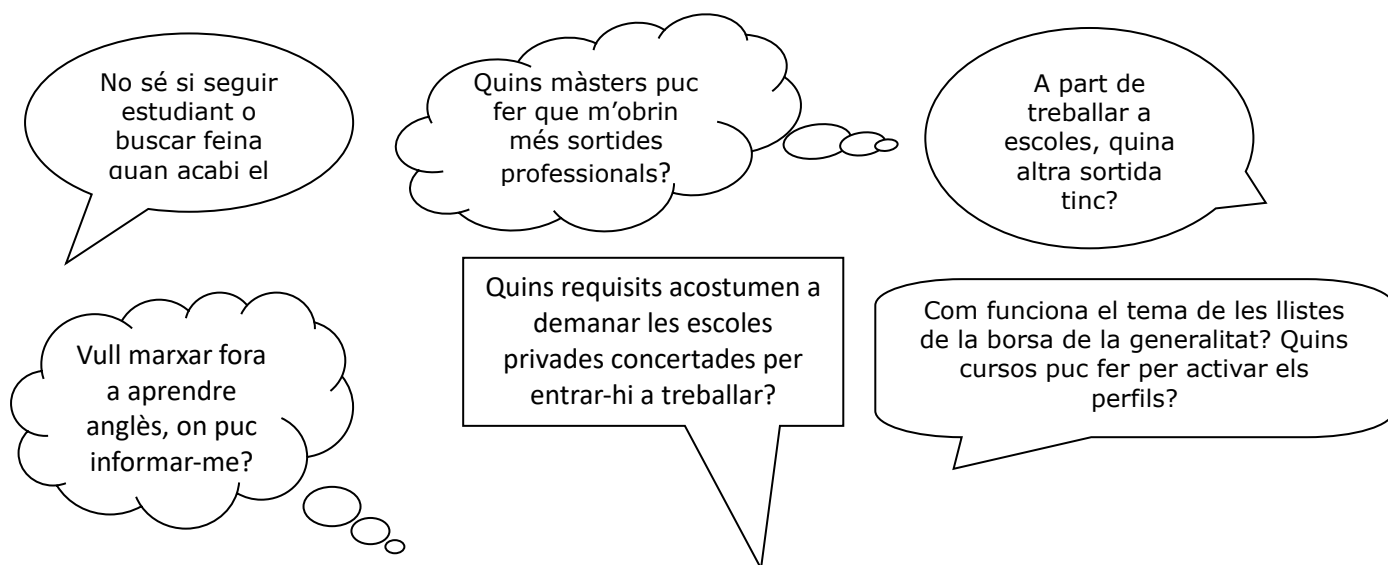 No sé si seguir
estudiant o
buscar feina
quan acabi el
Quins màsters puc
fer que m’obrin
més sortides
professionals?
A part de
treballar a
escoles, quina
altra sortida
tinc?
Vull marxar fora
a aprendre
anglès, on puc
informar-me?
Quins requisits acostumen a
demanar les escoles
privades concertades per
entrar-hi a treballar?
Com funciona el tema de les llistes
de la borsa de la generalitat? Quins
cursos puc fer per activar els
perfils?